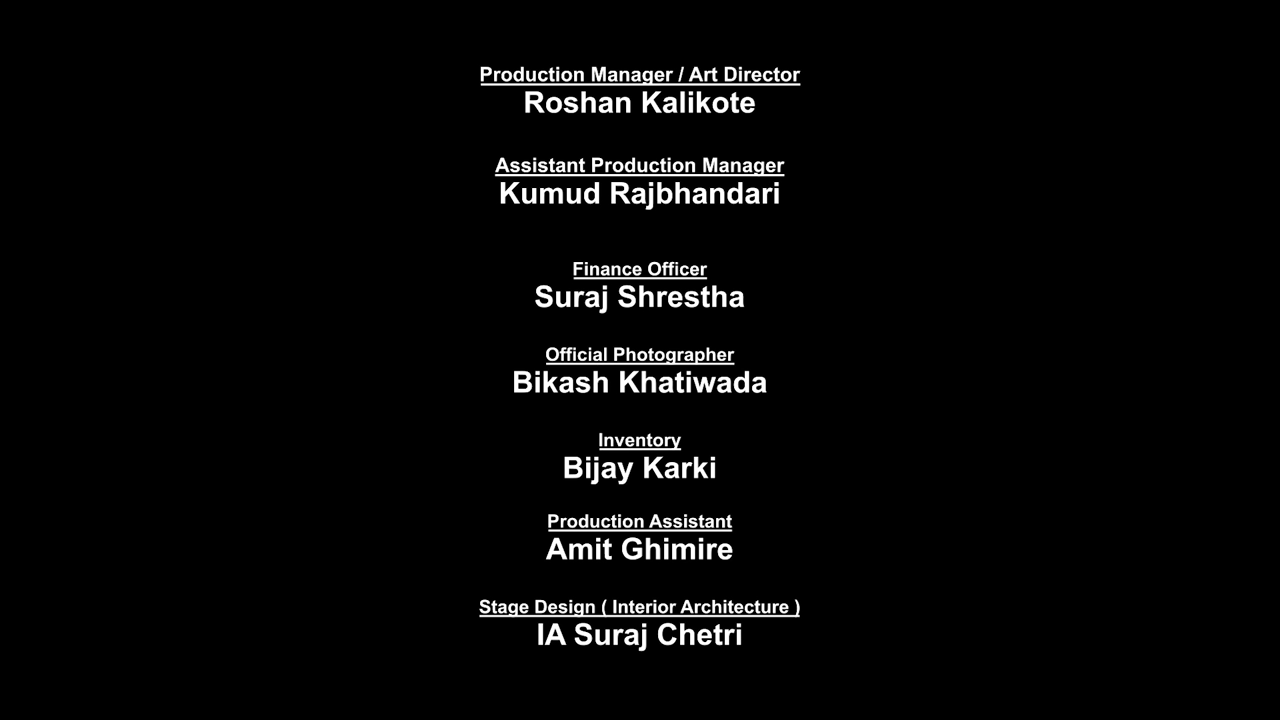 Production Manager / Art Director
Roshan Kalikote
Assistant Production Manager
Kumud Rajbhandari
Finance Officer
Suraj Shrestha
Official Photographer
Bikash Khatiwada
Inventory
Bijay Karki
Production Assistant
Amit Ghimire
Stage Design ( Interior Architecture )
IA Suraj Chetri